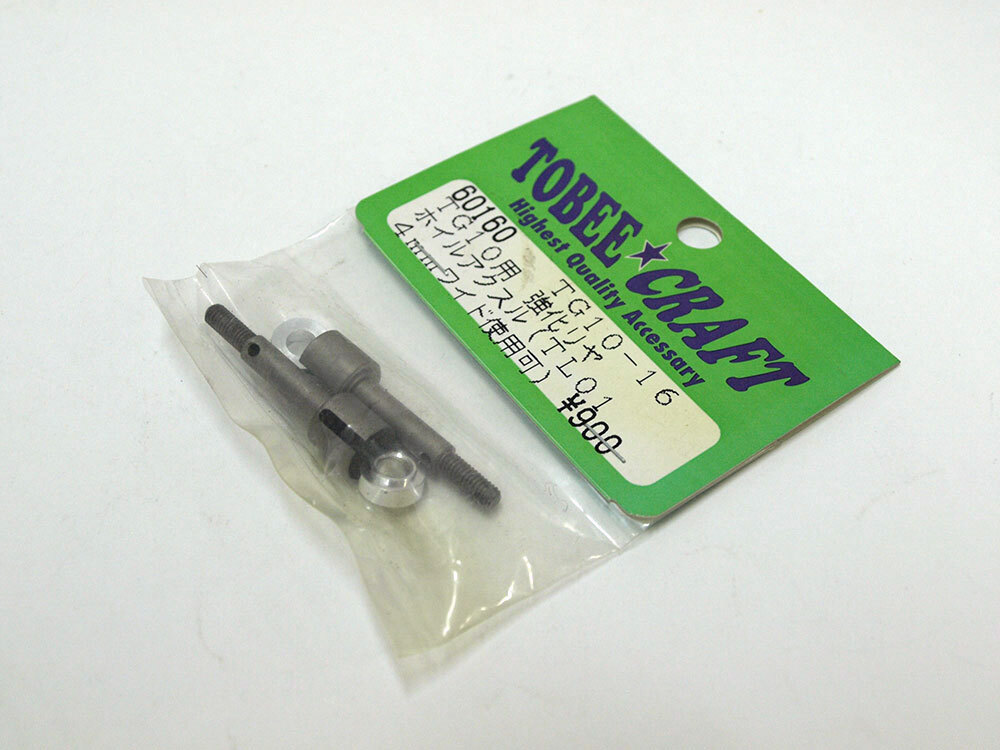 TOBEE★CRAFT
Highest Quality Accessary
60160 TG10-16
TG10用 強化リヤ
ホイルアクスル(TL01
4mmワイド使用可) ¥900